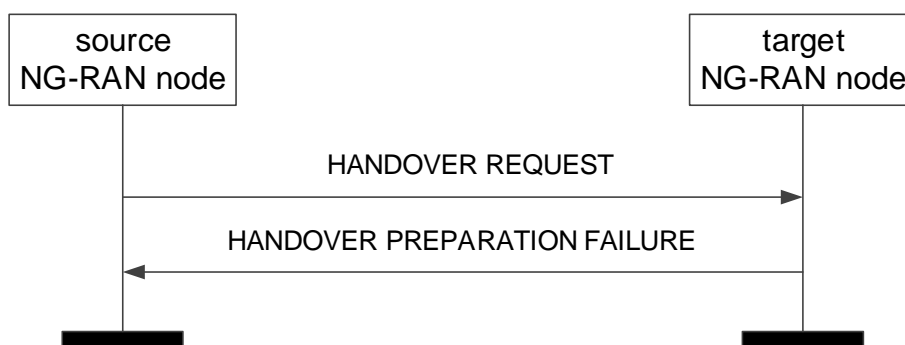 source
NG-RAN node
target
NG-RAN node
HANDOVER REQUEST
HANDOVER PREPARATION FAILURE